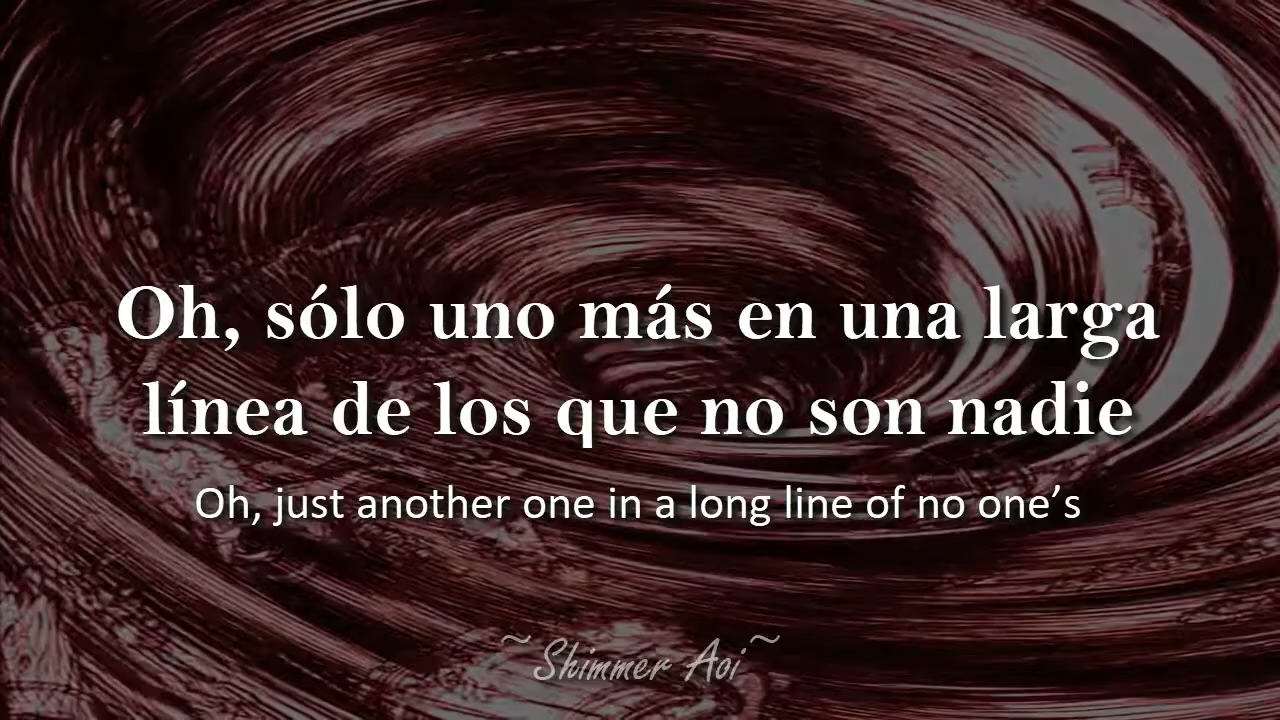 Oh, sólo uno más en una larga
línea de los que no son nadie
Oh, just another one in a long line of no one’s
~Shimmer Aoi~